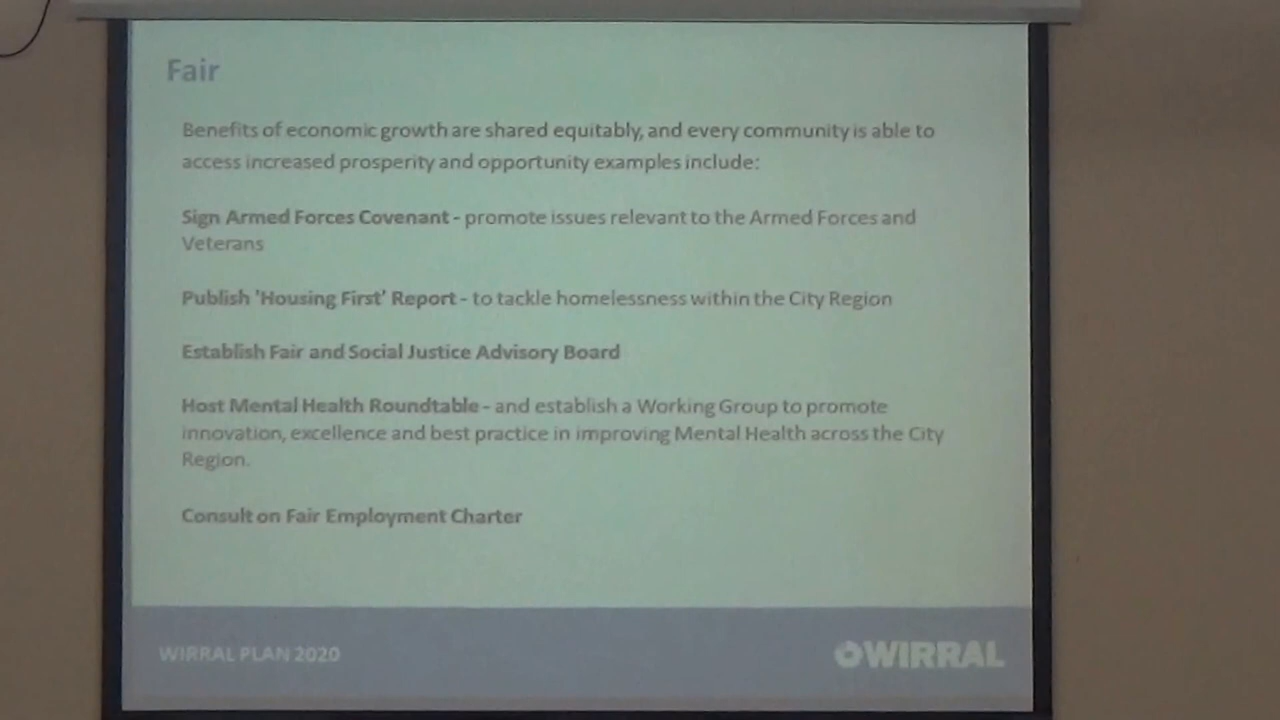 Fair
Benefits of economic growth are shared equitably, and every community is able to
access increased prosperity and opportunity examples include:
Sign Armed Forces Covenant - promote issues relevant to the Armed Forces and
Veterans
Publish 'Housing First' Report - to tackle homelessness within the City Region
Establish Fair and Social Justice Advisory Board
Host Mental Health Roundtable - and establish a Working Group to promote
innovation, excellence and best practice in improving Mental Health across the City
Region.
Consult on Fair Employment Charter
WIRRAL PLAN 2020
WIRRAL